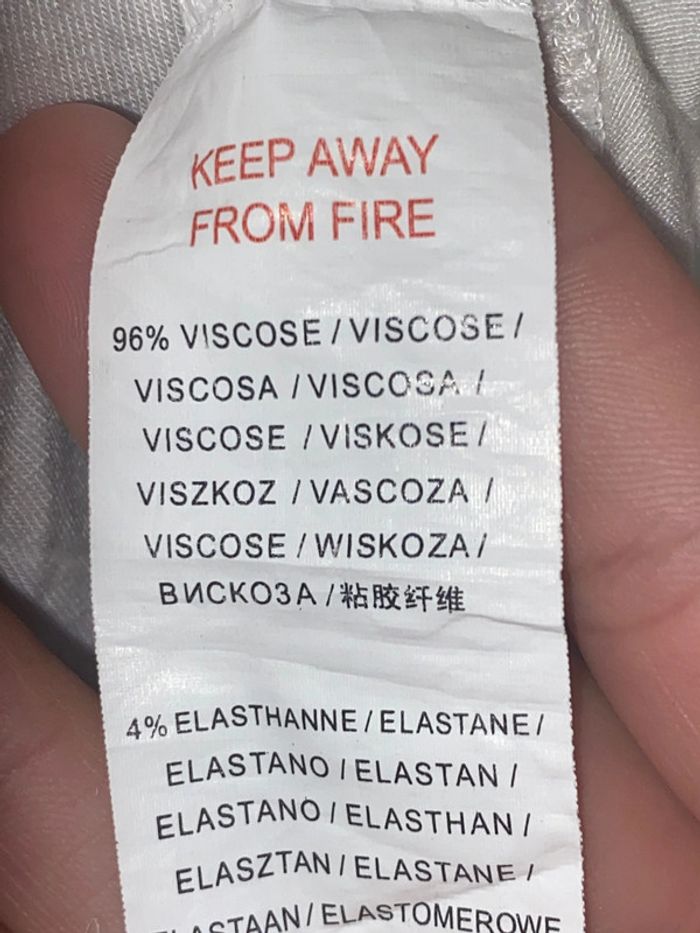 KEEP AWAY
FROM FIRE
96% VISCOSE / VISCOSE /
VISCOSA / VISCOSA /
VISCOSE / VISKOSE /
VISZKOZ / VASCOZA /
VISCOSE / WISKOZA /
ВИСКОЗА / 粘胶纤维
4% ELASTHANNE / ELASTANE /
ELASTANO / ELASTAN /
ELASTANO / ELASTHAN /
ELASZTAN / ELASTANE /
ELASTAAN / ELASTOMEROWE